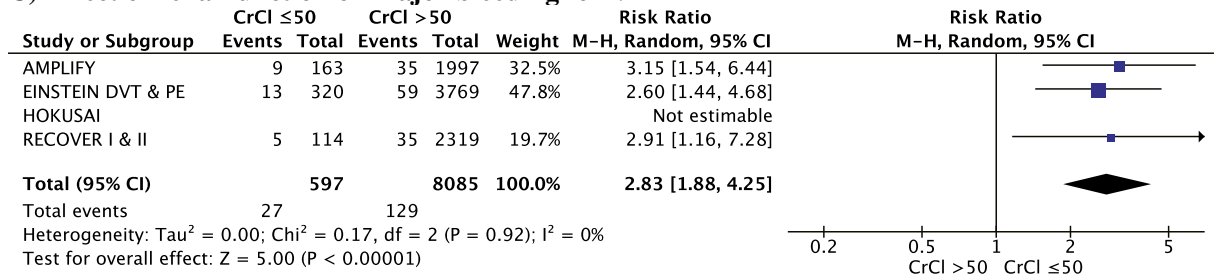 CrCl ≤50 CrCl >50 Risk Ratio Risk Ratio
Study or Subgroup Events Total Events Total Weight M-H, Random, 95% CI M-H, Random, 95% CI
AMPLIFY 9 163 35 1997 32.5% 3.15 [1.54, 6.44]
EINSTEIN DVT & PE 13 320 59 3769 47.8% 2.60 [1.44, 4.68]
HOKUSAI Not estimable
RECOVER I & II 5 114 35 2319 19.7% 2.91 [1.16, 7.28]
Total (95% CI) 597 8085 100.0% 2.83 [1.88, 4.25]
Total events 27 129
Heterogeneity: Tau² = 0.00; Chi² = 0.17, df = 2 (P = 0.92); I² = 0%
Test for overall effect: Z = 5.00 (P < 0.00001)
0.2 0.5 1 2 5
CrCl >50 CrCl ≤50